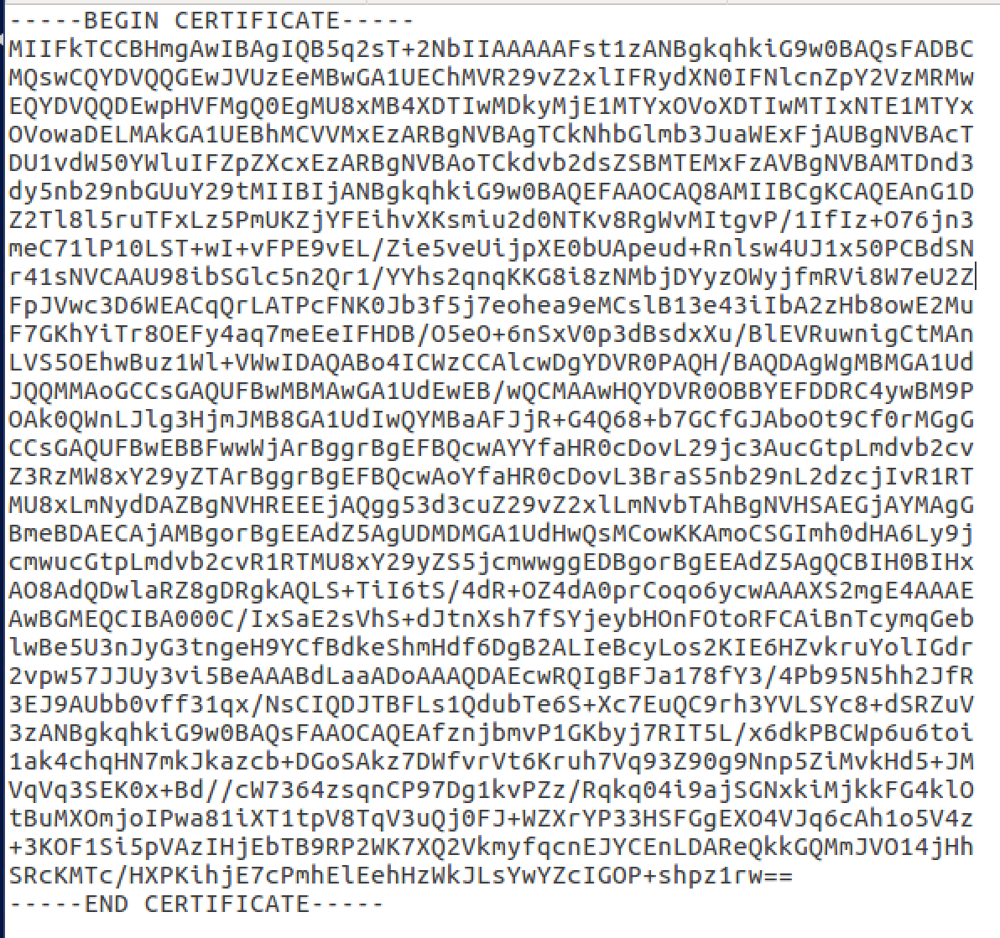 -----BEGIN CERTIFICATE-----
MIIFkTCCBHmgAwIBAgIQB5q2sT+2NbIIAAAAAFst1zANBgkqhkiG9w0BAQsFADBC
MQswCQYDVQQGEwJVUzEeMBwGA1UEChMVR29vZ2xlIFRydXN0IFNlcnZpY2VzMRMw
EQYDVQQDEwpHVFMgQ0EgMU8xMB4XDTIwMDkyMjE1MTYxOVoXDTIwMTIxNTE1MTYx
OVowaDELMAkGA1UEBhMCVVMxEzARBgNVBAgTCkNhbGlmb3JuaWExFjAUBgNVBAcT
DU1vdW50YWluIFZpZXcxEzARBgNVBAoTCkdvb2dsZSBMTEMxFzAVBgNVBAMTDnd3
dy5nb29nbGUuY29tMIIBIjANBgkqhkiG9w0BAQEFAAOCAQ8AMIIBCgKCAQEAnG1D
Z2Tl8l5ruTFxLz5PmUKZjYFEihvXKsmiu2d0NTKv8RgWvMItgvP/1IfIz+O76jn3
meC71lP10LST+wI+vFPE9vEL/Zie5veUijpXE0bUApeud+Rnlsw4UJ1x50PCBdSN
r41sNVCAAU98ibSGlc5n2Qr1/YYhs2qnqKKG8i8zNMbjDYyzOWyjfmRVi8W7eU2Z
FpJVwc3D6WEACqQrLATPcFNK0Jb3f5j7eohea9eMCslB13e43iIbA2zHb8owE2Mu
F7GKhYiTr8OEFy4aq7meEeIFHDB/O5eO+6nSxV0p3dBsdxXu/BlEVRuwnigCtMAn
LVS5OEhwBuz1Wl+VWwIDAQABo4ICWzCCAlcwDgYDVR0PAQH/BAQDAgWgMBMGA1Ud
JQQMMAoGCCsGAQUFBwMBMAwGA1UdEwEB/wQCMAAwHQYDVR0OBBYEFDDRC4ywBM9P
OAk0QWnLJlg3HjmJMB8GA1UdIwQYMBaAFJjR+G4Q68+b7GCfGJAboOt9Cf0rMGgG
CCsGAQUFBwEBBFwwWjArBggrBgEFBQcwAYYfaHR0cDovL29jc3AucGtpLmdvb2cv
Z3RzMW8xY29yZTArBggrBgEFBQcwAoYfaHR0cDovL3BraS5nb29nL2dzcjIvR1RT
MU8xLmNydDAZBgNVHREEEjAQgg53d3cuZ29vZ2xlLmNvbTAhBgNVHSAEGjAYMAgG
BmeBDAECAjAMBgorBgEEAdZ5AgUDMDMGA1UdHwQsMCowKKAmoCSGImh0dHA6Ly9j
cmwucGtpLmdvb2cvR1RTMU8xY29yZS5jcmwwggEDBgorBgEEAdZ5AgQCBIH0BIHx
AO8AdQDwlaRZ8gDRgkAQLS+TiI6tS/4dR+OZ4dA0prCoqo6ycwAAAXS2mgE4AAAE
AwBGMEQCIBA000C/IxSaE2sVhS+dJtnXsh7fSYjeybHOnFOtoRFCAiBnTcymqGeb
lwBe5U3nJyG3tngeH9YCfBdkeShmHdf6DgB2ALIeBcyLos2KIE6HZvkruYolIGdr
2vpw57JJUy3vi5BeAAABdLaaADoAAAQDAEcwRQIgBFJa178fY3/4Pb95N5hh2JfR
3EJ9AUbb0vff31qx/NsCIQDJTBFLs1QdubTe6S+Xc7EuQC9rh3YVLSYc8+dSRZuV
3zANBgkqhkiG9w0BAQsFAAOCAQEAfznjbmvP1GKbyj7RIT5L/x6dkPBCWp6u6toi
1ak4chqHN7mkJkazcb+DGoSAkz7DWfvrVt6Kruh7Vq93Z90g9Nnp5ZiMvkHd5+JM
VqVq3SEK0x+Bd//cW7364zsqnCP97Dg1kvPZz/Rqkq04i9ajSGNxkiMjkkFG4klO
tBuMXOmjoIPwa81iXT1tpV8TqV3uQj0FJ+WZXrYP33HSFGgEXO4VJq6cAh1o5V4z
+3KOF1Si5pVAzIHjEbTB9RP2WK7XQ2VkmyfqcnEJYCEnLDAReQkkGQMmJVO14jHh
SRcKMTc/HXPKihjE7cPmhElEehHzWkJLsYwYZcIGOP+shpz1rw==
-----END CERTIFICATE-----